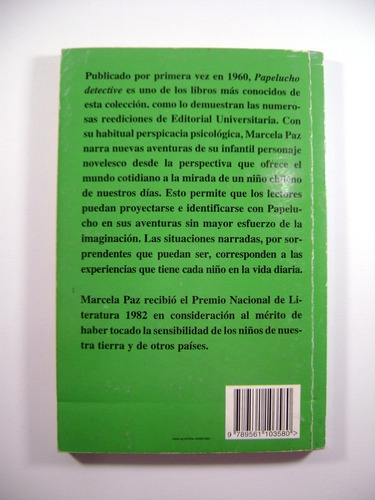 Publicado por primera vez en 1960, Papelucho
detective es uno de los libros más conocidos de
esta colección, como lo demuestran las numero-
sas reediciones de Editorial Universitaria. Con
su habitual perspicacia psicológica, Marcela Paz
narra nuevas aventuras de su infantil personaje
novelesco desde la perspectiva que ofrece el
mundo cotidiano a la mirada de un niño chileno
de nuestros días. Esto permite que los lectores
puedan proyectarse e identificarse con Papelu-
cho en sus aventuras sin mayor esfuerzo de la
imaginación. Las situaciones narradas, por sor-
prendentes que puedan ser, corresponden a las
experiencias que tiene cada niño en la vida diaria.
Marcela Paz recibió el Premio Nacional de Li-
teratura 1982 en consideración al mérito de
haber tocado la sensibilidad de los niños de nues-
tra tierra y de otros países.
9 789561 103580 >